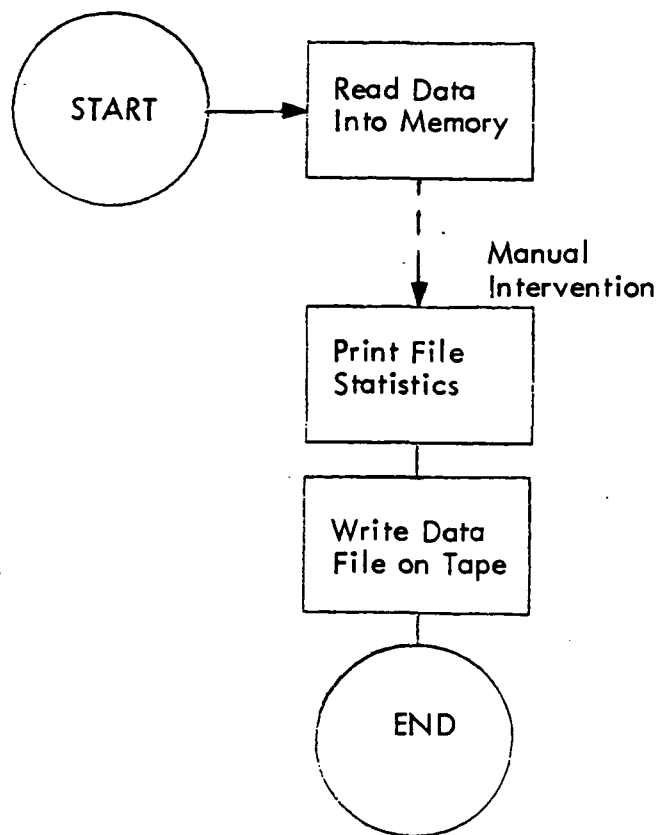 START
Read Data
Into Memory
Manual
Intervention
Print File
Statistics
Write Data
File on Tape
END